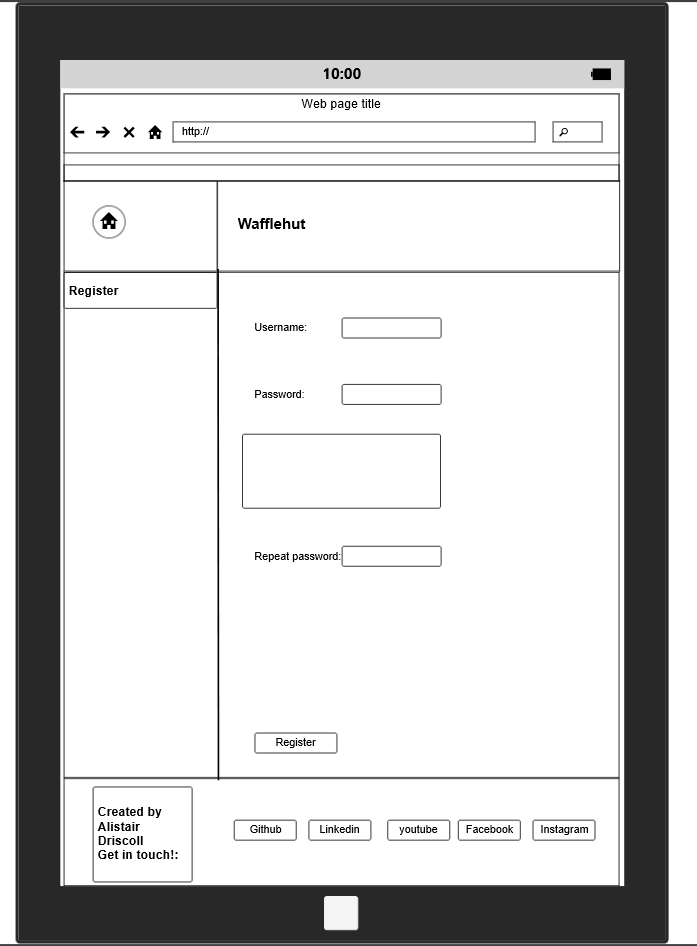 10:00
Web page title
http://
Wafflehut
Register
Username:
Password:
Repeat password:
Register
Created by
Alistair
Driscoll
Get in touch!:
Github
Linkedin
youtube
Facebook
Instagram